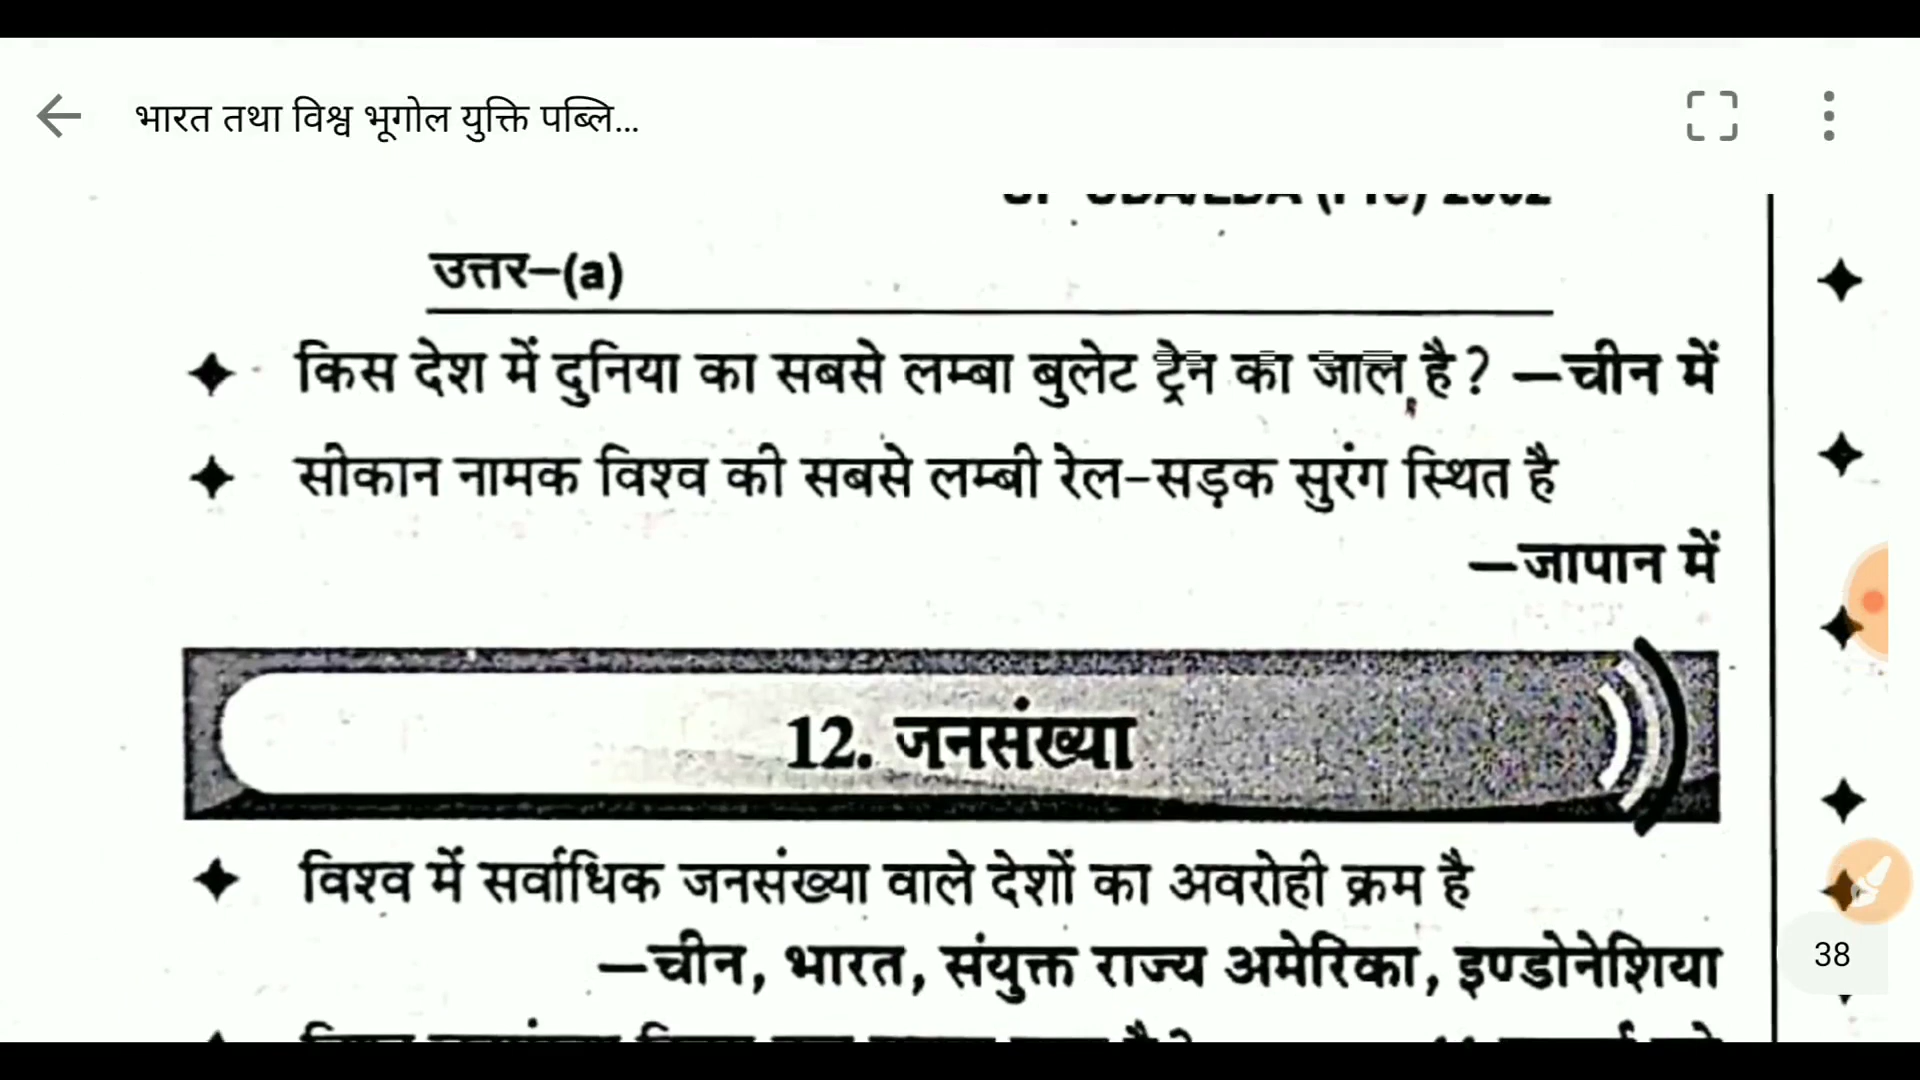 भारत तथा विश्व भूगोल युक्ति पब्लि...
उत्तर–(a)
किस देश में दुनिया का सबसे लम्बा बुलेट ट्रेन का जाल है? –चीन में
सीकान नामक विश्व की सबसे लम्बी रेल-सड़क सुरंग स्थित है
–जापान में
12. जनसंख्या
विश्व में सर्वाधिक जनसंख्या वाले देशों का अवरोही क्रम है
–चीन, भारत, संयुक्त राज्य अमेरिका, इण्डोनेशिया
38